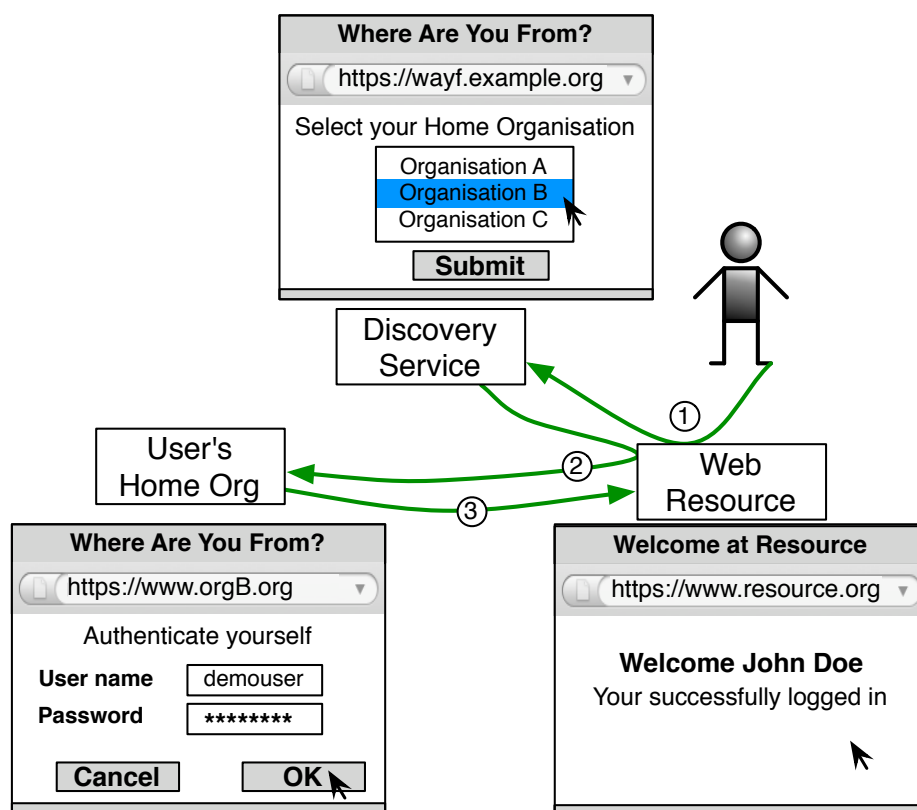 Where Are You From?
https://wayf.example.org
Select your Home Organisation
Organisation A
Organisation B
Organisation C
Submit
Discovery
Service
1
User's
Home Org
2
3
Web
Resource
Where Are You From?
https://www.orgB.org
Authenticate yourself
User name
demouser
Password
********
Cancel
OK
Welcome at Resource
https://www.resource.org
Welcome John Doe
Your successfully logged in